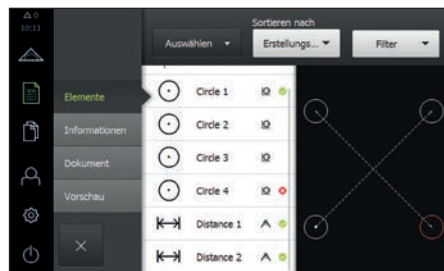 Δ 0
10:11
Sortieren nach
Auswählen
Erstellungs...
Filter
Elemente
Informationen
Dokument
Vorschau
Circle 1
Circle 2
Circle 3
Circle 4
Distance 1
Distance 2